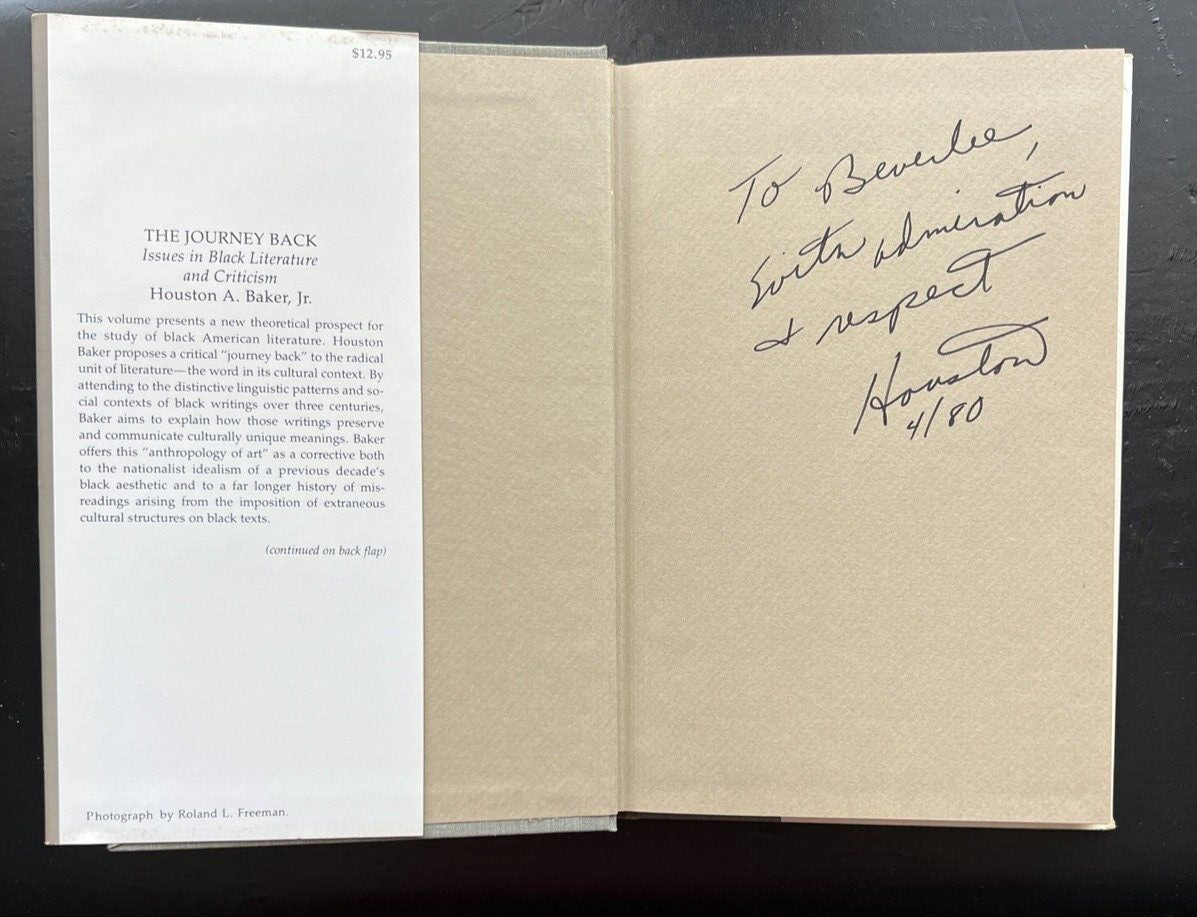 $12.95
THE JOURNEY BACK
Issues in Black Literature
and Criticism
Houston A. Baker, Jr.
This volume presents a new theoretical prospect for
the study of black American literature. Houston
Baker proposes a critical "journey back" to the radical
unit of literature—the word in its cultural context. By
attending to the distinctive linguistic patterns and so-
cial contexts of black writings over three centuries,
Baker aims to explain how those writings preserve
and communicate culturally unique meanings. Baker
offers this "anthropology of art" as a corrective both
to the nationalist idealism of a previous decade's
black aesthetic and to a far longer history of mis-
readings arising from the imposition of extraneous
cultural structures on black texts.
(continued on back flap)
Photograph by Roland L. Freeman.
To Beverlee,
With admiration
& respect
Houston
4/80